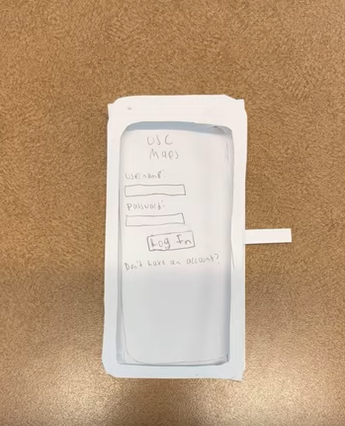 USC
Maps
Username:
Password:
Log In
Don't have an account?